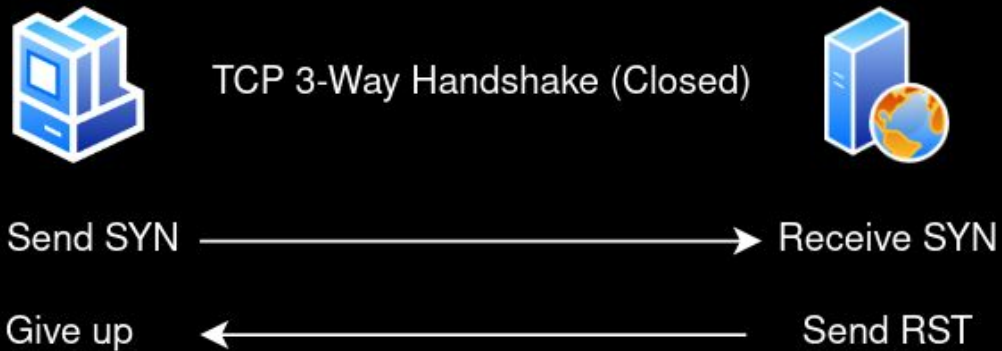 TCP 3-Way Handshake (Closed)
Send SYN Receive SYN
Give up Send RST